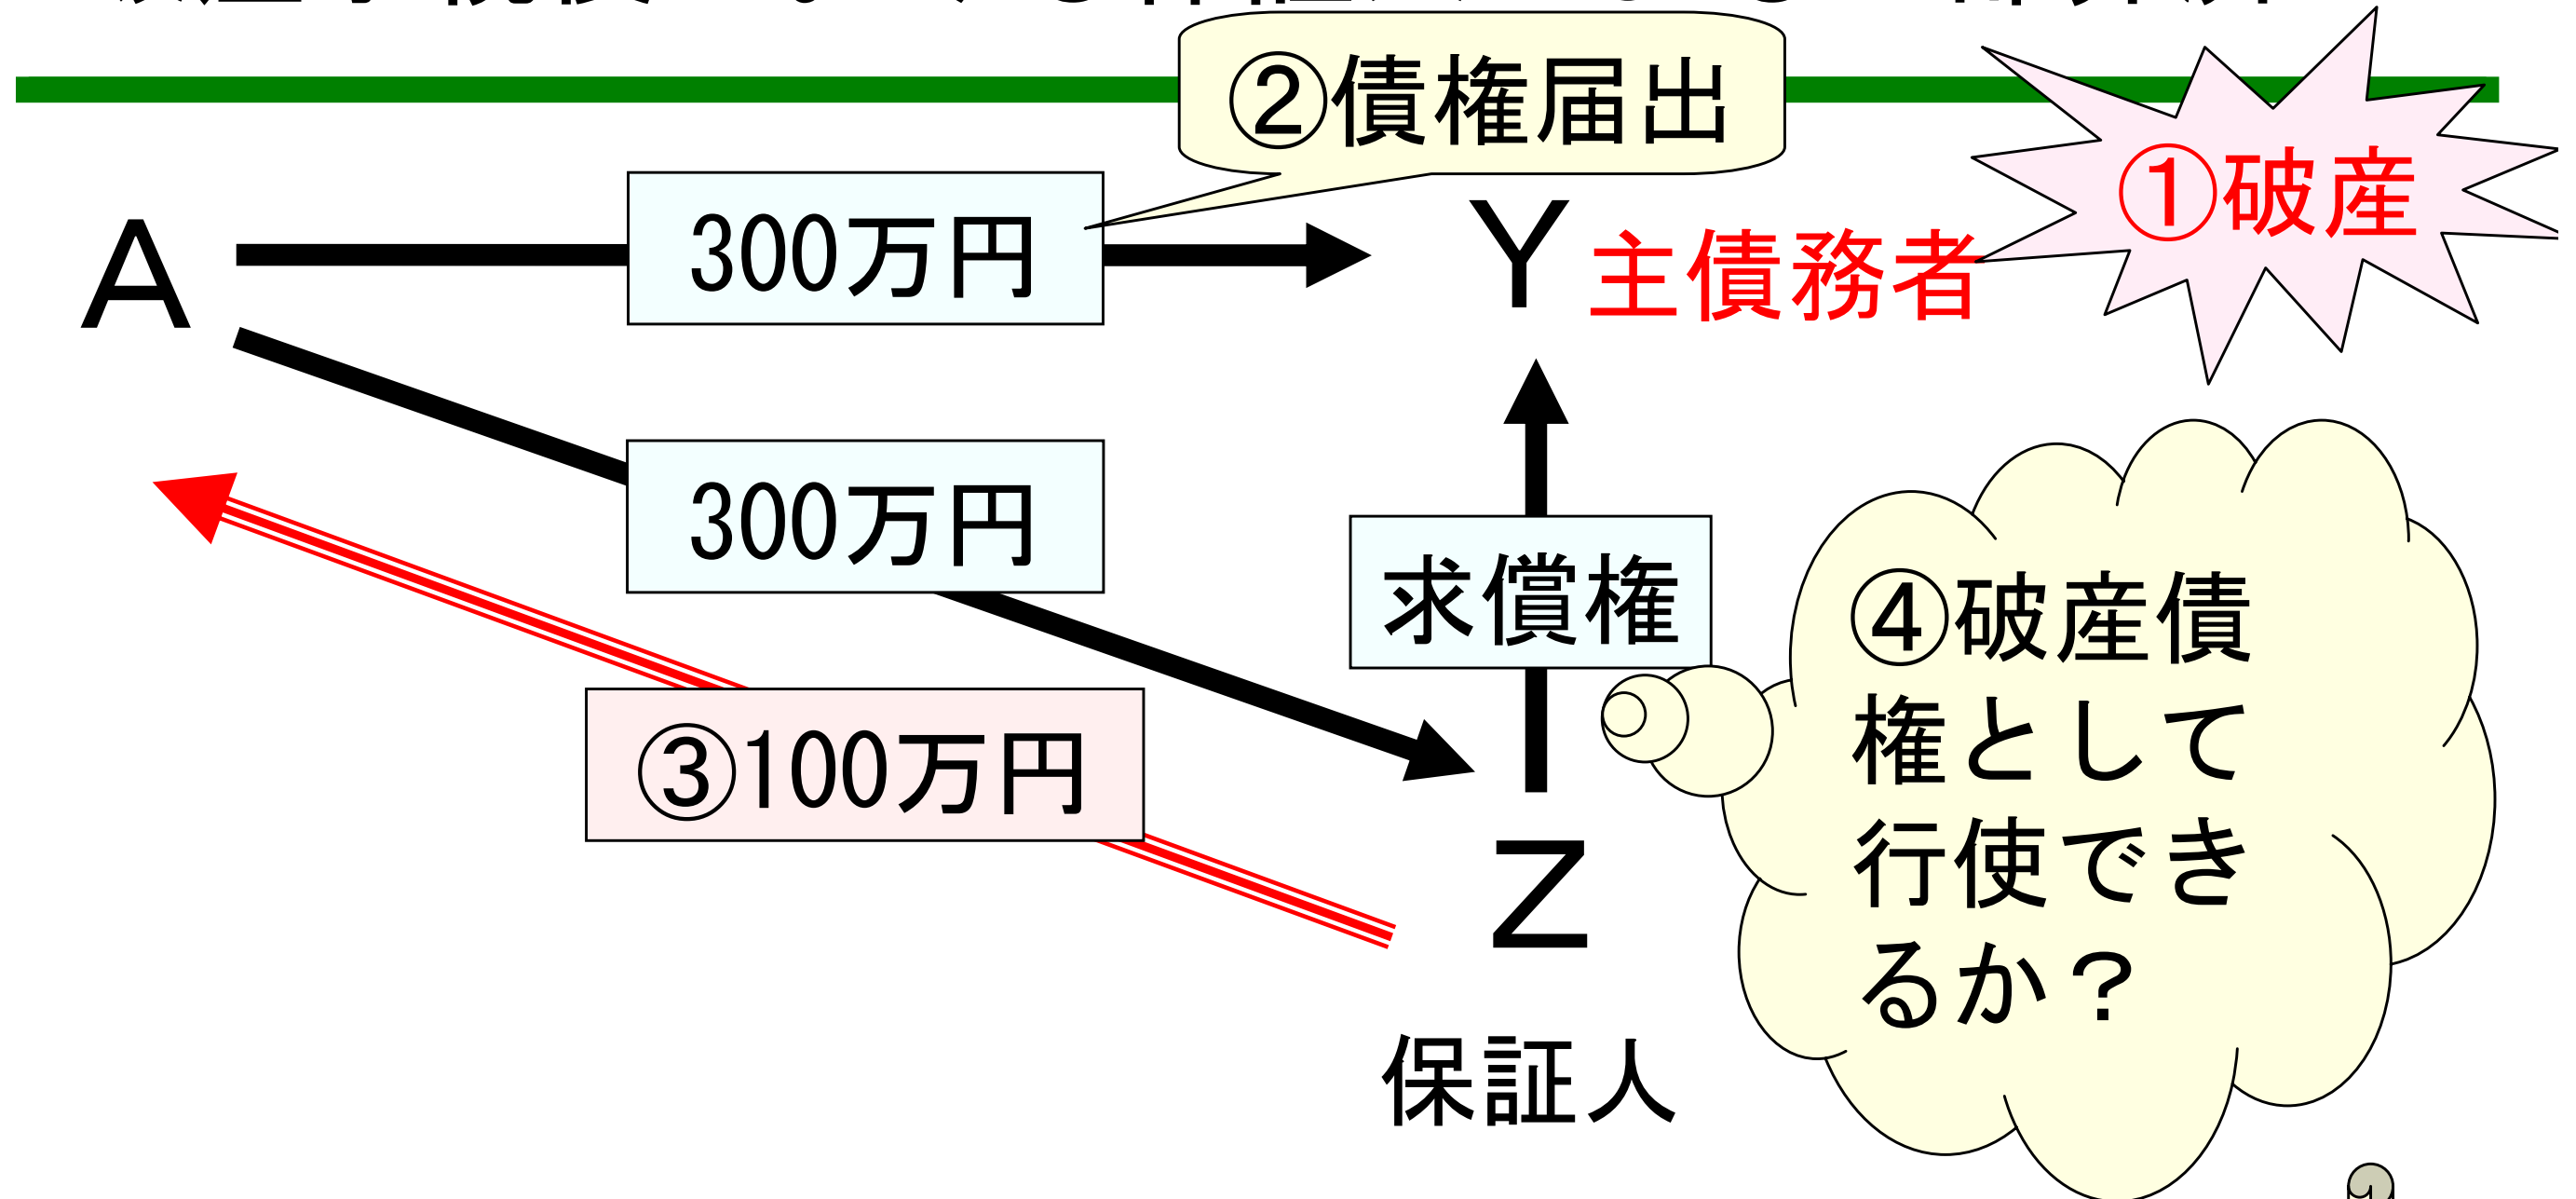 ②債権届出
①破産
A
300万円
Y
主債務者
300万円
求償権
③100万円
④破産債
権として
行使でき
るか？
Z
保証人